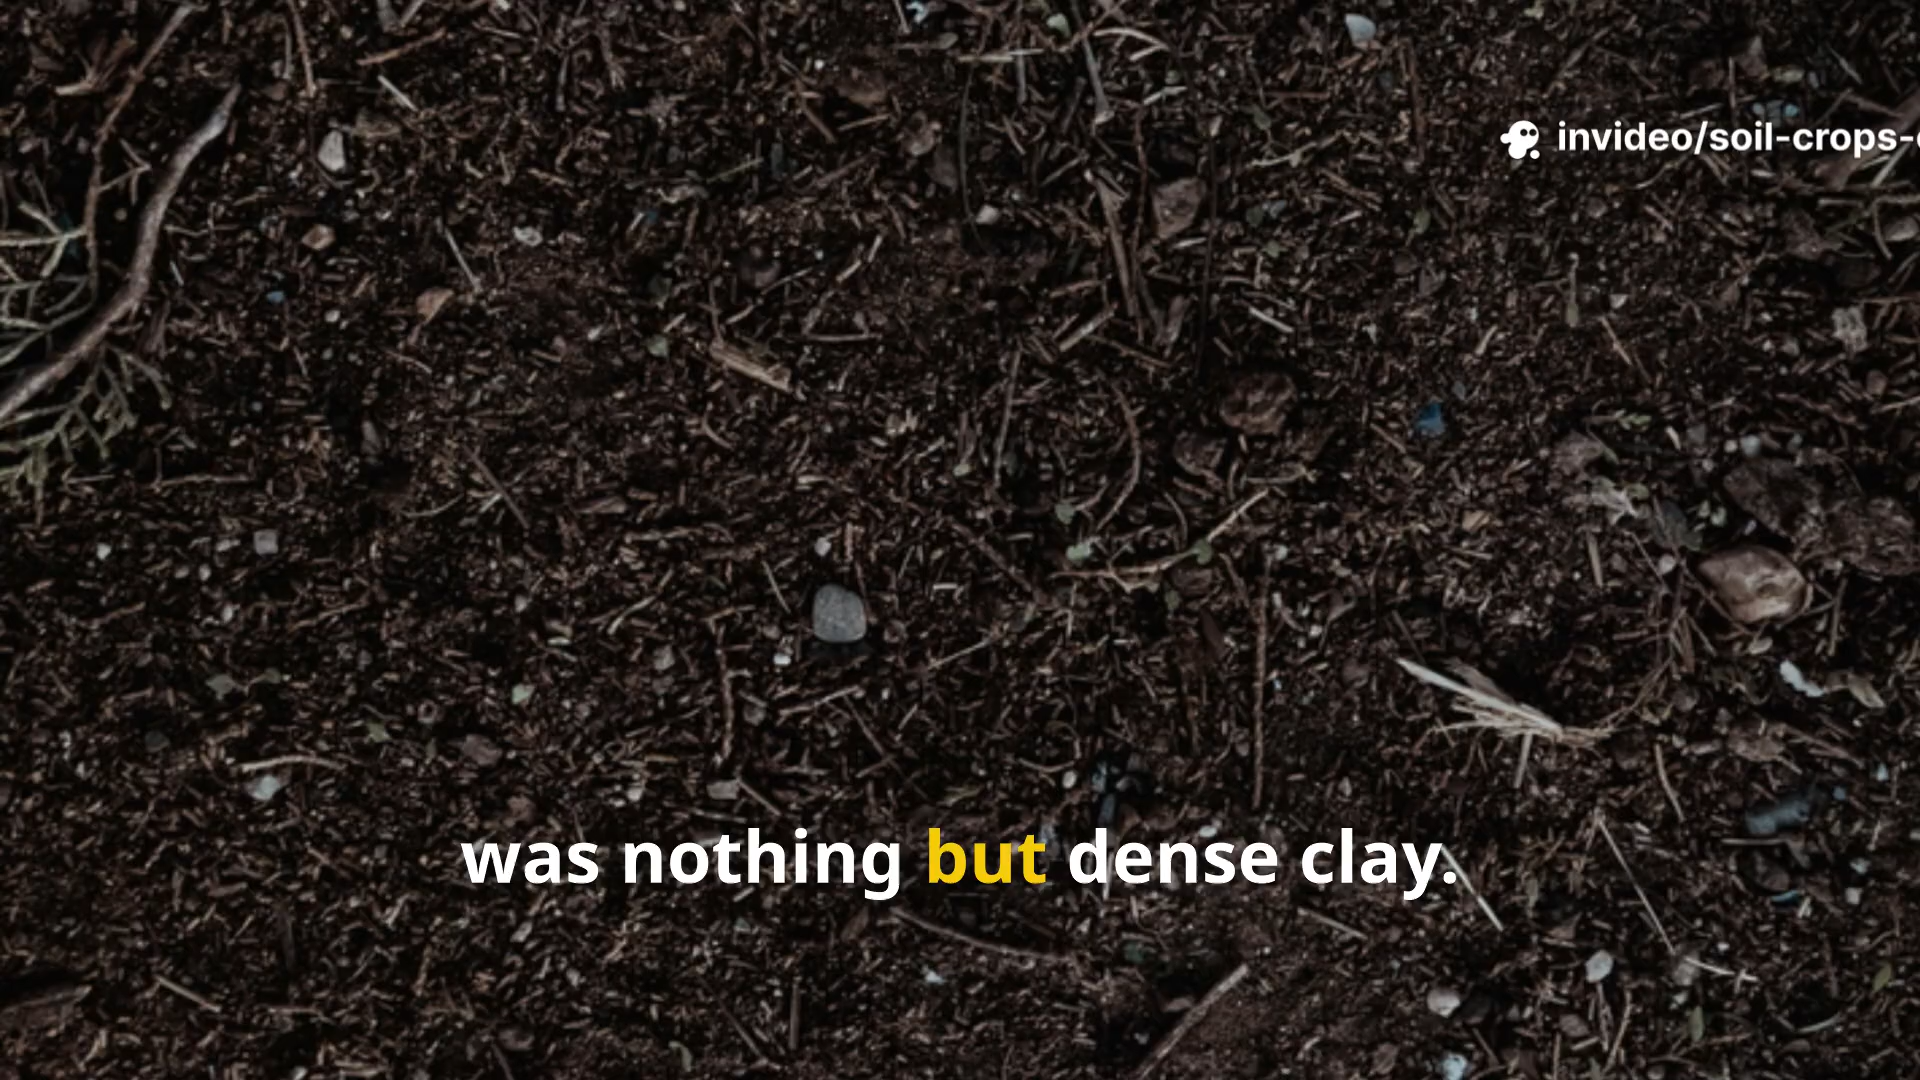 invideo/soil-crops-
was nothing but dense clay.